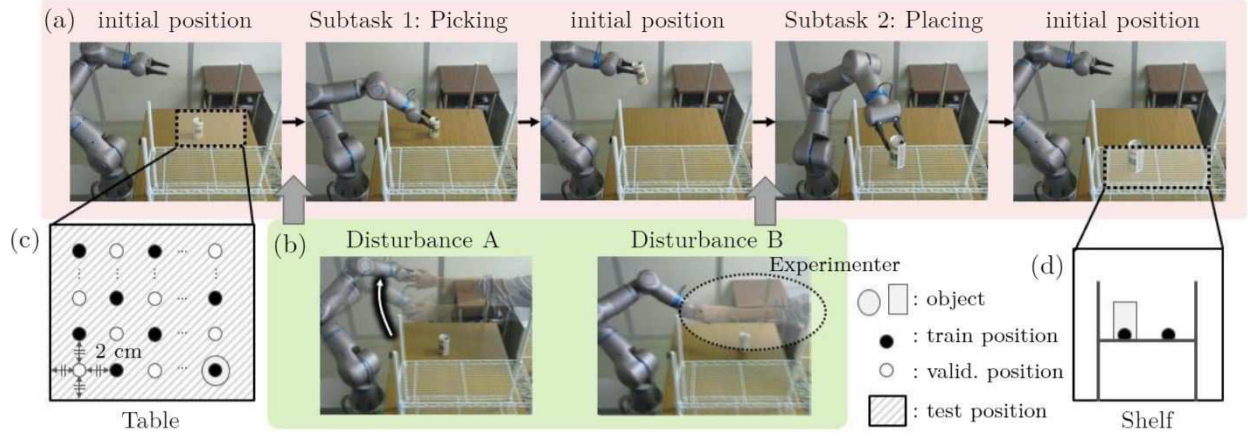 (a) initial position Subtask 1: Picking initial position Subtask 2: Placing initial position
(c)
2 cm
Table
(b) Disturbance A Disturbance B
Experimenter
: object
: train position
: valid. position
: test position
(d)
Shelf